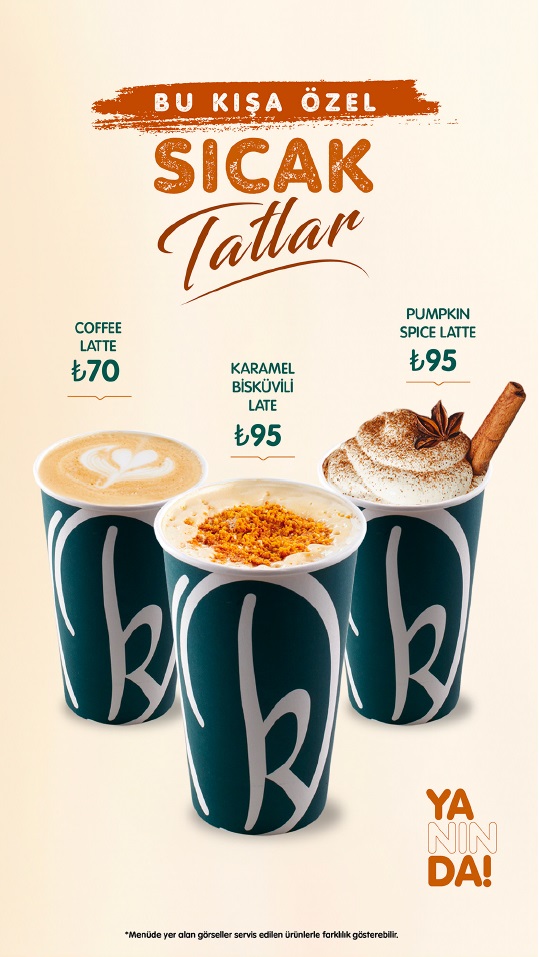 BU KIŞA ÖZEL
SICAK
Tatlar
COFFEE
LATTE
₺70
KARAMEL
BİSKÜVİLİ
LATE
₺95
PUMPKIN
SPICE LATTE
₺95
k
k
k
YA
NIN
DA!
*Menüde yer alan görseller servis edilen ürünlerle farklılık gösterebilir.